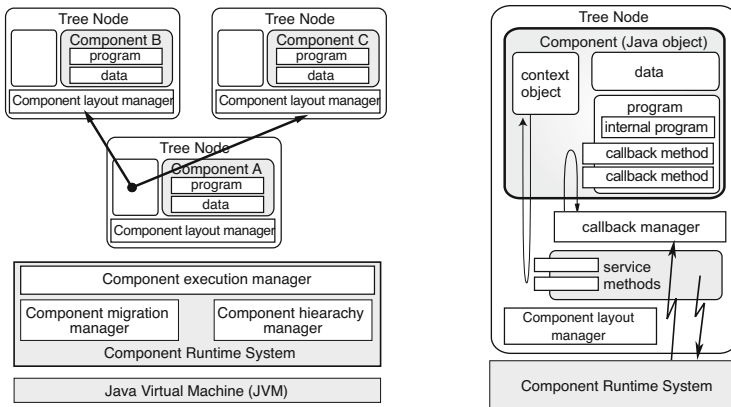 Tree Node
Component B
program
data
Component layout manager
Tree Node
Component C
program
data
Component layout manager
Tree Node
Component A
program
data
Component layout manager
Component execution manager
Component migration
manager
Component hiearachy
manager
Component Runtime System
Java Virtual Machine (JVM)
Tree Node
Component (Java object)
context
object
data
program
internal program
callback method
callback method
callback manager
service
methods
Component layout
manager
Component Runtime System